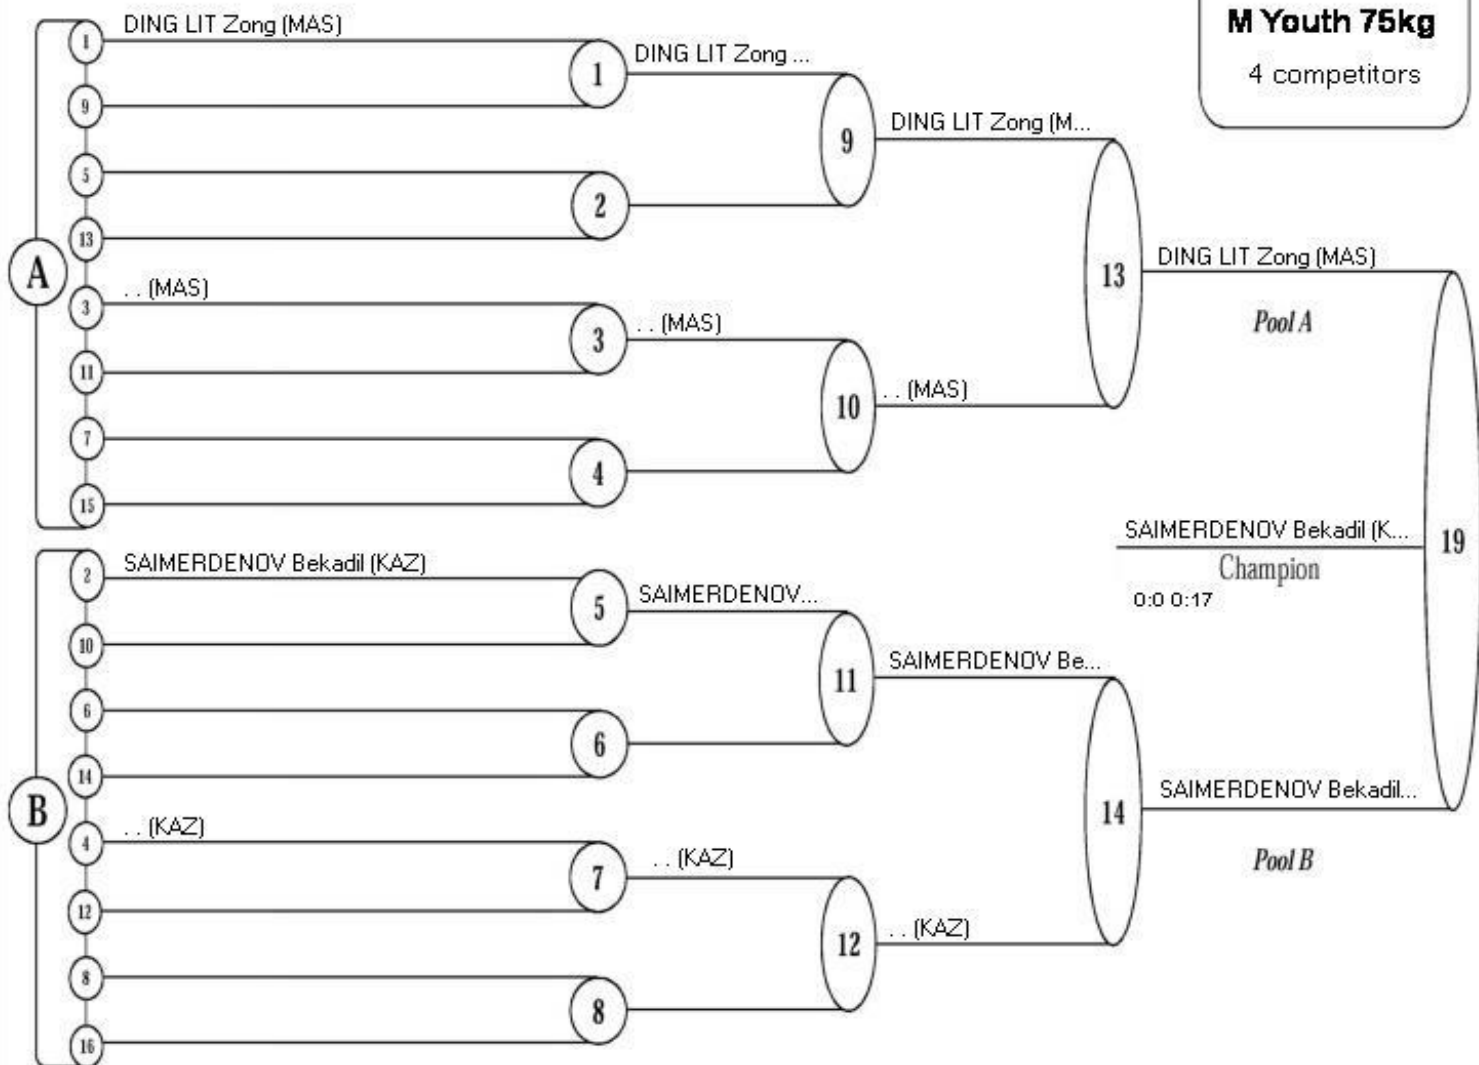 M Youth 75kg
4 competitors
DING LIT Zong (MAS)
1
9
5
13
A
. . (MAS)
3
11
7
15
1
2
3
4
DING LIT Zong ...
. . (MAS)
9
10
DING LIT Zong (M...
. . (MAS)
13
DING LIT Zong (MAS)
Pool A
SAIMERDENOV Bekadil (K...
Champion
0:0 0:17
19
SAIMERDENOV Bekadil (KAZ)
2
10
6
14
B
. . (KAZ)
4
12
8
16
5
6
7
8
SAIMERDENOV...
. . (KAZ)
11
12
SAIMERDENOV Be...
. . (KAZ)
14
SAIMERDENOV Bekadil...
Pool B